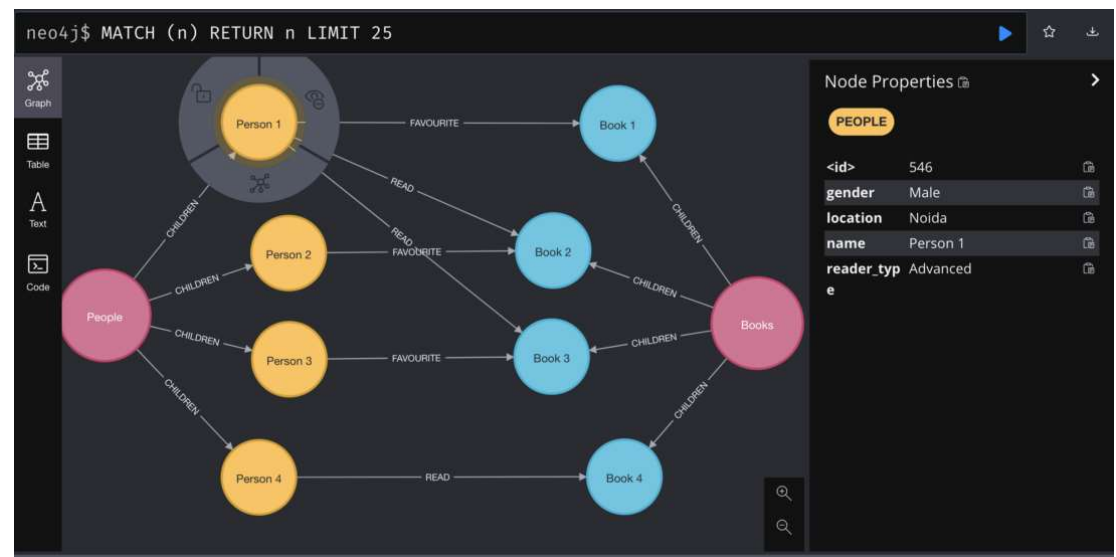 neo4j$ MATCH (n) RETURN n LIMIT 25
Graph
Table
Text
Code
Person 1
FAVOURITE
Book 1
READ
READ
CHILDREN
CHILDREN
Person 2
FAVOURITE
Book 2
CHILDREN
CHILDREN
People
Books
CHILDREN
CHILDREN
Person 3
FAVOURITE
Book 3
CHILDREN
CHILDREN
Person 4
READ
Book 4
Node Properties
PEOPLE
<id> 546
gender Male
location Noida
name Person 1
reader_typ Advanced
e